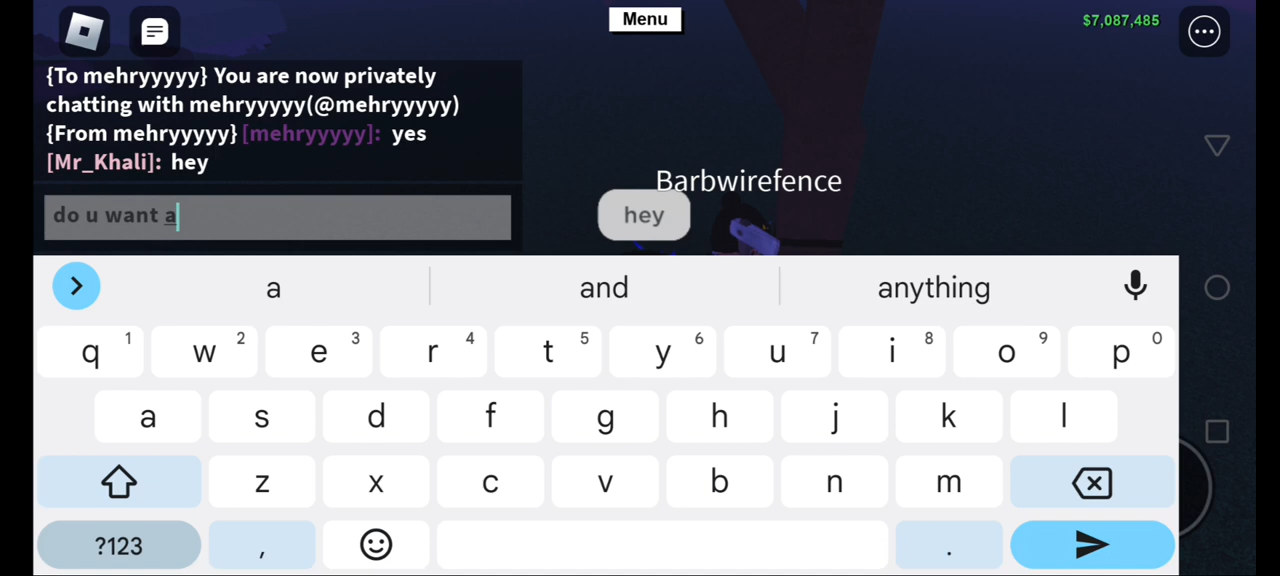 Menu
$7,087,485
{To mehryyyyy} You are now privately
chatting with mehryyyyy(@mehryyyyy)
{From mehryyyyy} [mehryyyyy]: yes
[Mr_Khali]: hey
do u want a
Barbwirefence
hey
a and anything
q 1 w 2 e 3 r 4 t 5 y 6 u 7 i 8 o 9 p 0
a s d f g h j k l
z x c v b n m
?123 , .